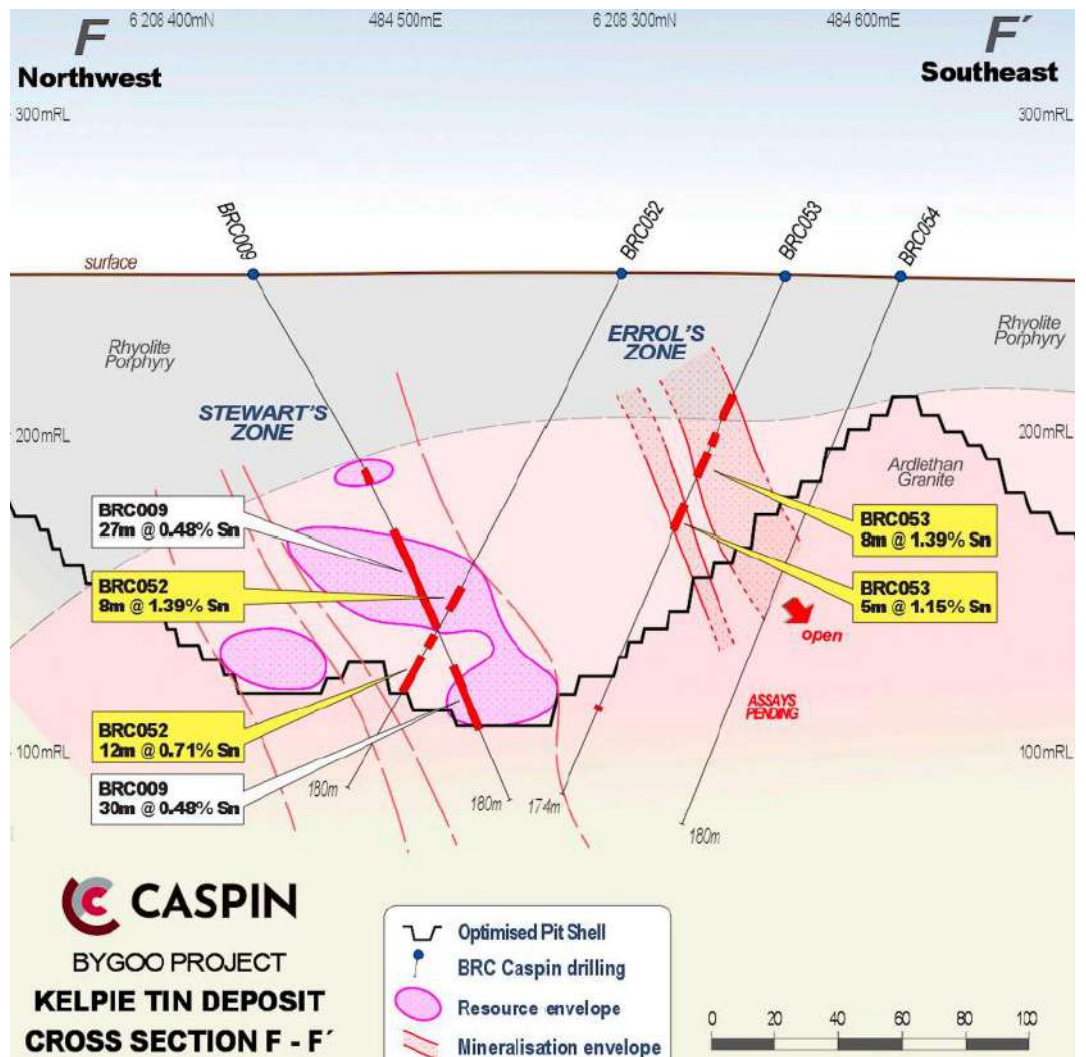 6 208 400mN
484 500mE
6 208 300mN
484 600mE
F
F´
Northwest
Southeast
300mRL
300mRL
BRC009
BRC052
BRC053
BRC054
surface
Rhyolite
Porphyry
ERROL'S
ZONE
Rhyolite
Porphyry
STEWART'S
ZONE
200mRL
200mRL
Ardlethan
Granite
BRC009
27m @ 0.48% Sn
BRC053
8m @ 1.39% Sn
BRC052
8m @ 1.39% Sn
BRC053
5m @ 1.15% Sn
open
ASSAYS
PENDING
BRC052
12m @ 0.71% Sn
100mRL
100mRL
BRC009
30m @ 0.48% Sn
180m
180m
174m
180m
CASPIN
BYGOO PROJECT
KELPIE TIN DEPOSIT
CROSS SECTION F - F´
Optimised Pit Shell
BRC Caspin drilling
Resource envelope
Mineralisation envelope
0 20 40 60 80 100